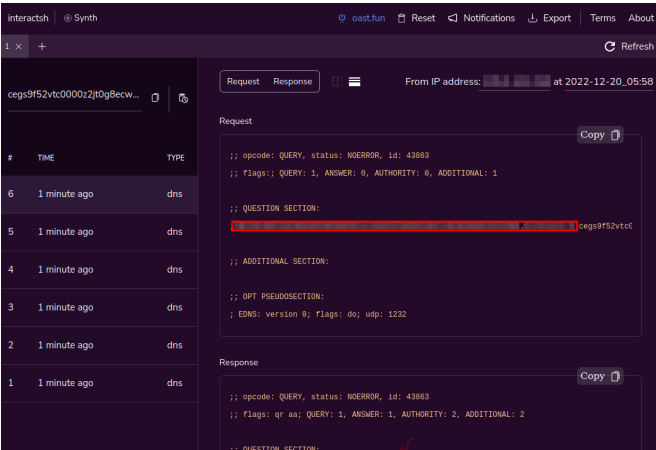 interactsh Synth oast.fun Reset Notifications Export Terms About
1 × + Refresh
cegs9f52vtc0000z2jt0g8ecw...
Request Response From IP address: at 2022-12-20_05:58
Request
Copy
# TIME TYPE
;; opcode: QUERY, status: NOERROR, id: 43863
;; flags:; QUERY: 1, ANSWER: 0, AUTHORITY: 0, ADDITIONAL: 1
6 1 minute ago dns
;; QUESTION SECTION:
cegs9f52vtc
5 1 minute ago dns
;; ADDITIONAL SECTION:
4 1 minute ago dns
;; OPT PSEUDOSECTION:
; EDNS: version 0; flags: do; udp: 1232
3 1 minute ago dns
2 1 minute ago dns
Response
Copy
1 1 minute ago dns
;; opcode: QUERY, status: NOERROR, id: 43863
;; flags: qr aa; QUERY: 1, ANSWER: 1, AUTHORITY: 2, ADDITIONAL: 2
;; QUESTION SECTION: